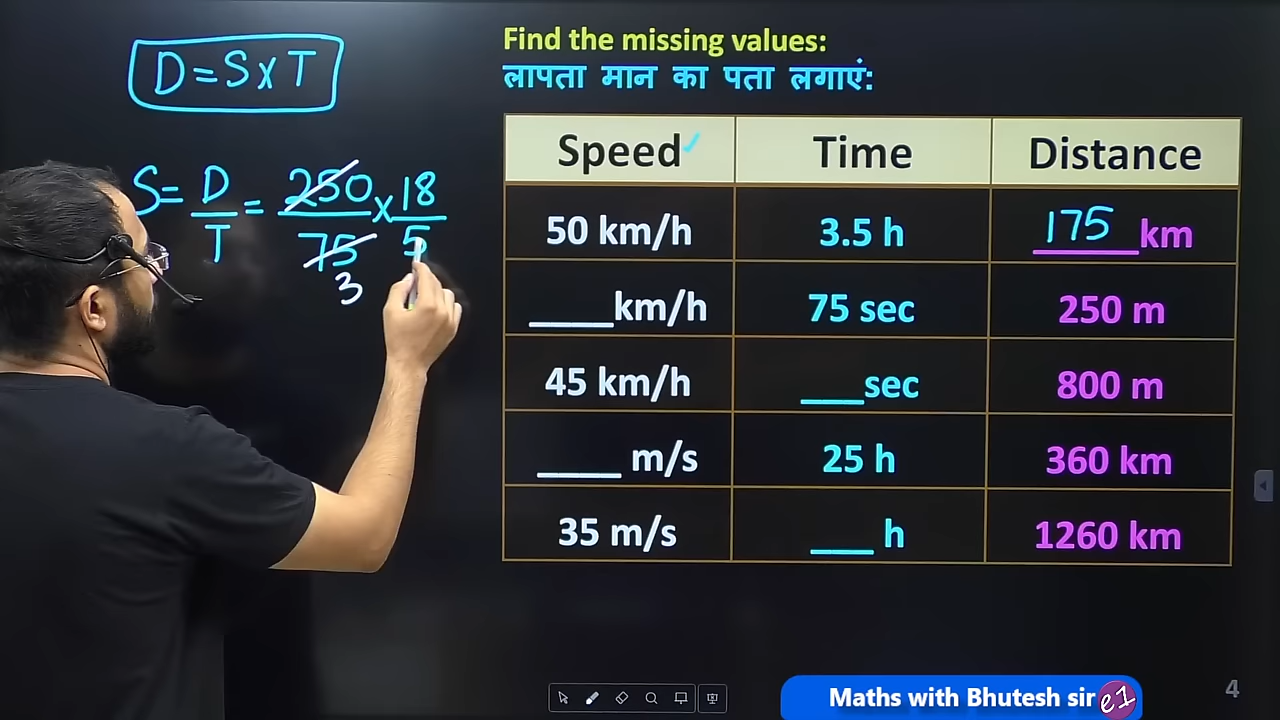 D = S x T
S = D/T = 250/75 x 18/5
3
Find the missing values:
लापता मान का पता लगाएं:
Speed ✓ Time Distance
50 km/h 3.5 h 175 km
____km/h 75 sec 250 m
45 km/h ___sec 800 m
____ m/s 25 h 360 km
35 m/s ___ h 1260 km
Maths with Bhutesh sir e1
4